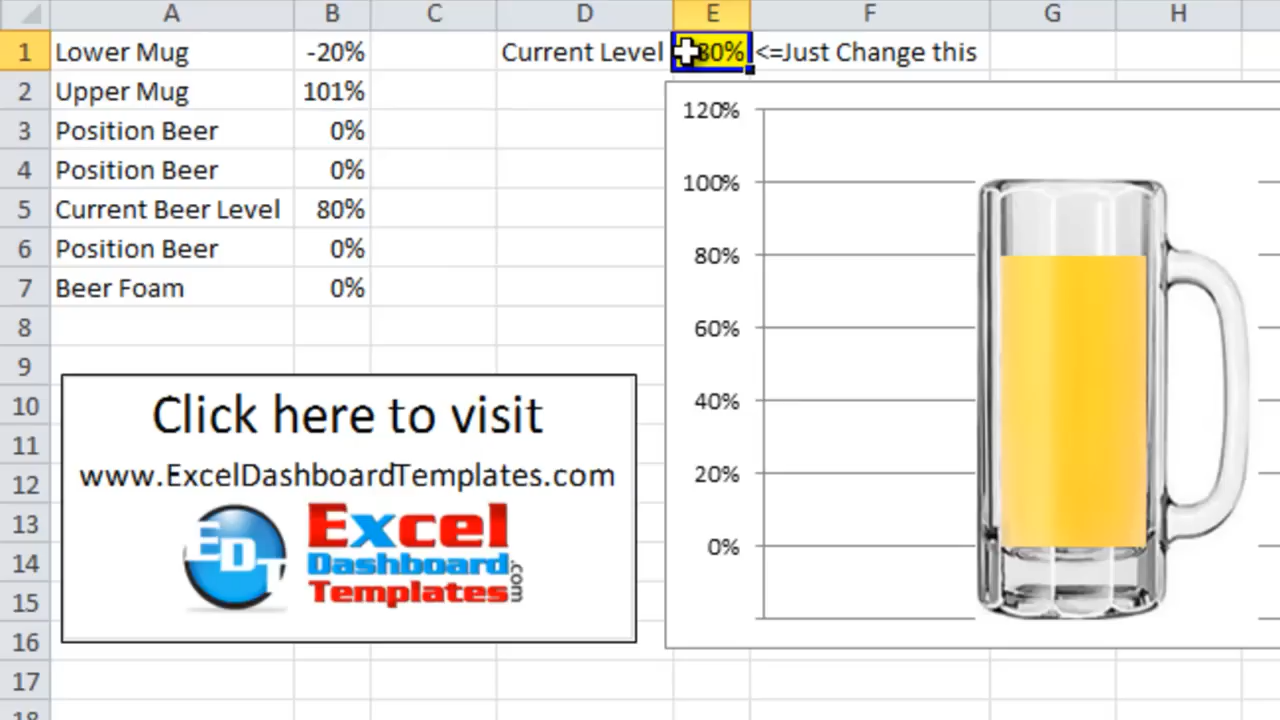 A B C D E F G H
1 Lower Mug -20% Current Level 80% <=Just Change this
2 Upper Mug 101%
3 Position Beer 0%
4 Position Beer 0%
5 Current Beer Level 80%
6 Position Beer 0%
7 Beer Foam 0%
8
9
10
11
12
13
14
15
16
17
18
120%
100%
80%
60%
40%
20%
0%
Click here to visit
www.ExcelDashboardTemplates.com
EDT
Excel
Dashboard
Templates
.com